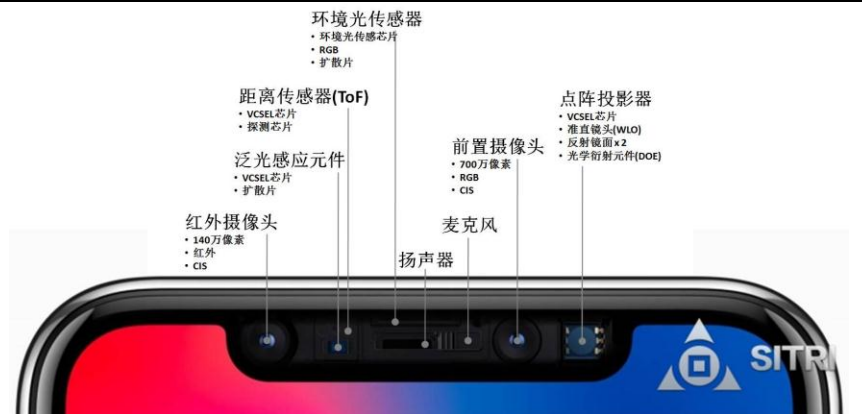 环境光传感器
• 环境光传感芯片
• RGB
• 扩散片
距离传感器(ToF)
• VCSEL芯片
• 探测芯片
点阵投影器
• VCSEL芯片
• 准直镜头(WLO)
• 反射镜面x2
• 光学衍射元件(DOE)
前置摄像头
• 700万像素
• RGB
• CIS
泛光感应元件
• VCSEL芯片
• 扩散片
红外摄像头
• 140万像素
• 红外
• CIS
麦克风
扬声器
SITRI